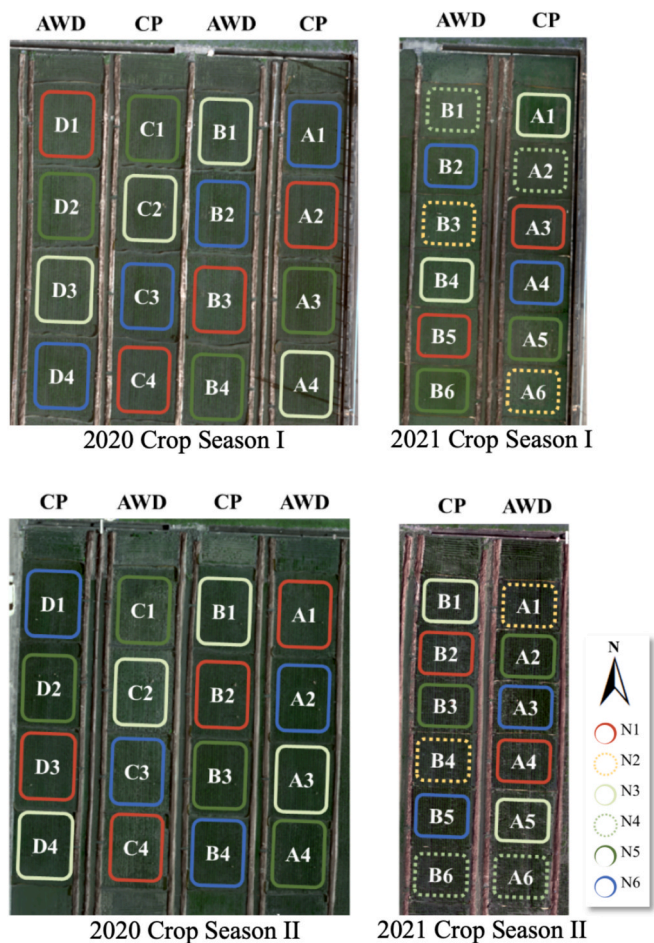 AWD CP AWD CP
D1 C1 B1 A1
D2 C2 B2 A2
D3 C3 B3 A3
D4 C4 B4 A4
2020 Crop Season I
AWD CP
B1 A1
B2 A2
B3 A3
B4 A4
B5 A5
B6 A6
2021 Crop Season I
CP AWD CP AWD
D1 C1 B1 A1
D2 C2 B2 A2
D3 C3 B3 A3
D4 C4 B4 A4
2020 Crop Season II
CP AWD
B1 A1
B2 A2
B3 A3
B4 A4
B5 A5
B6 A6
2021 Crop Season II
N
N1
N2
N3
N4
N5
N6